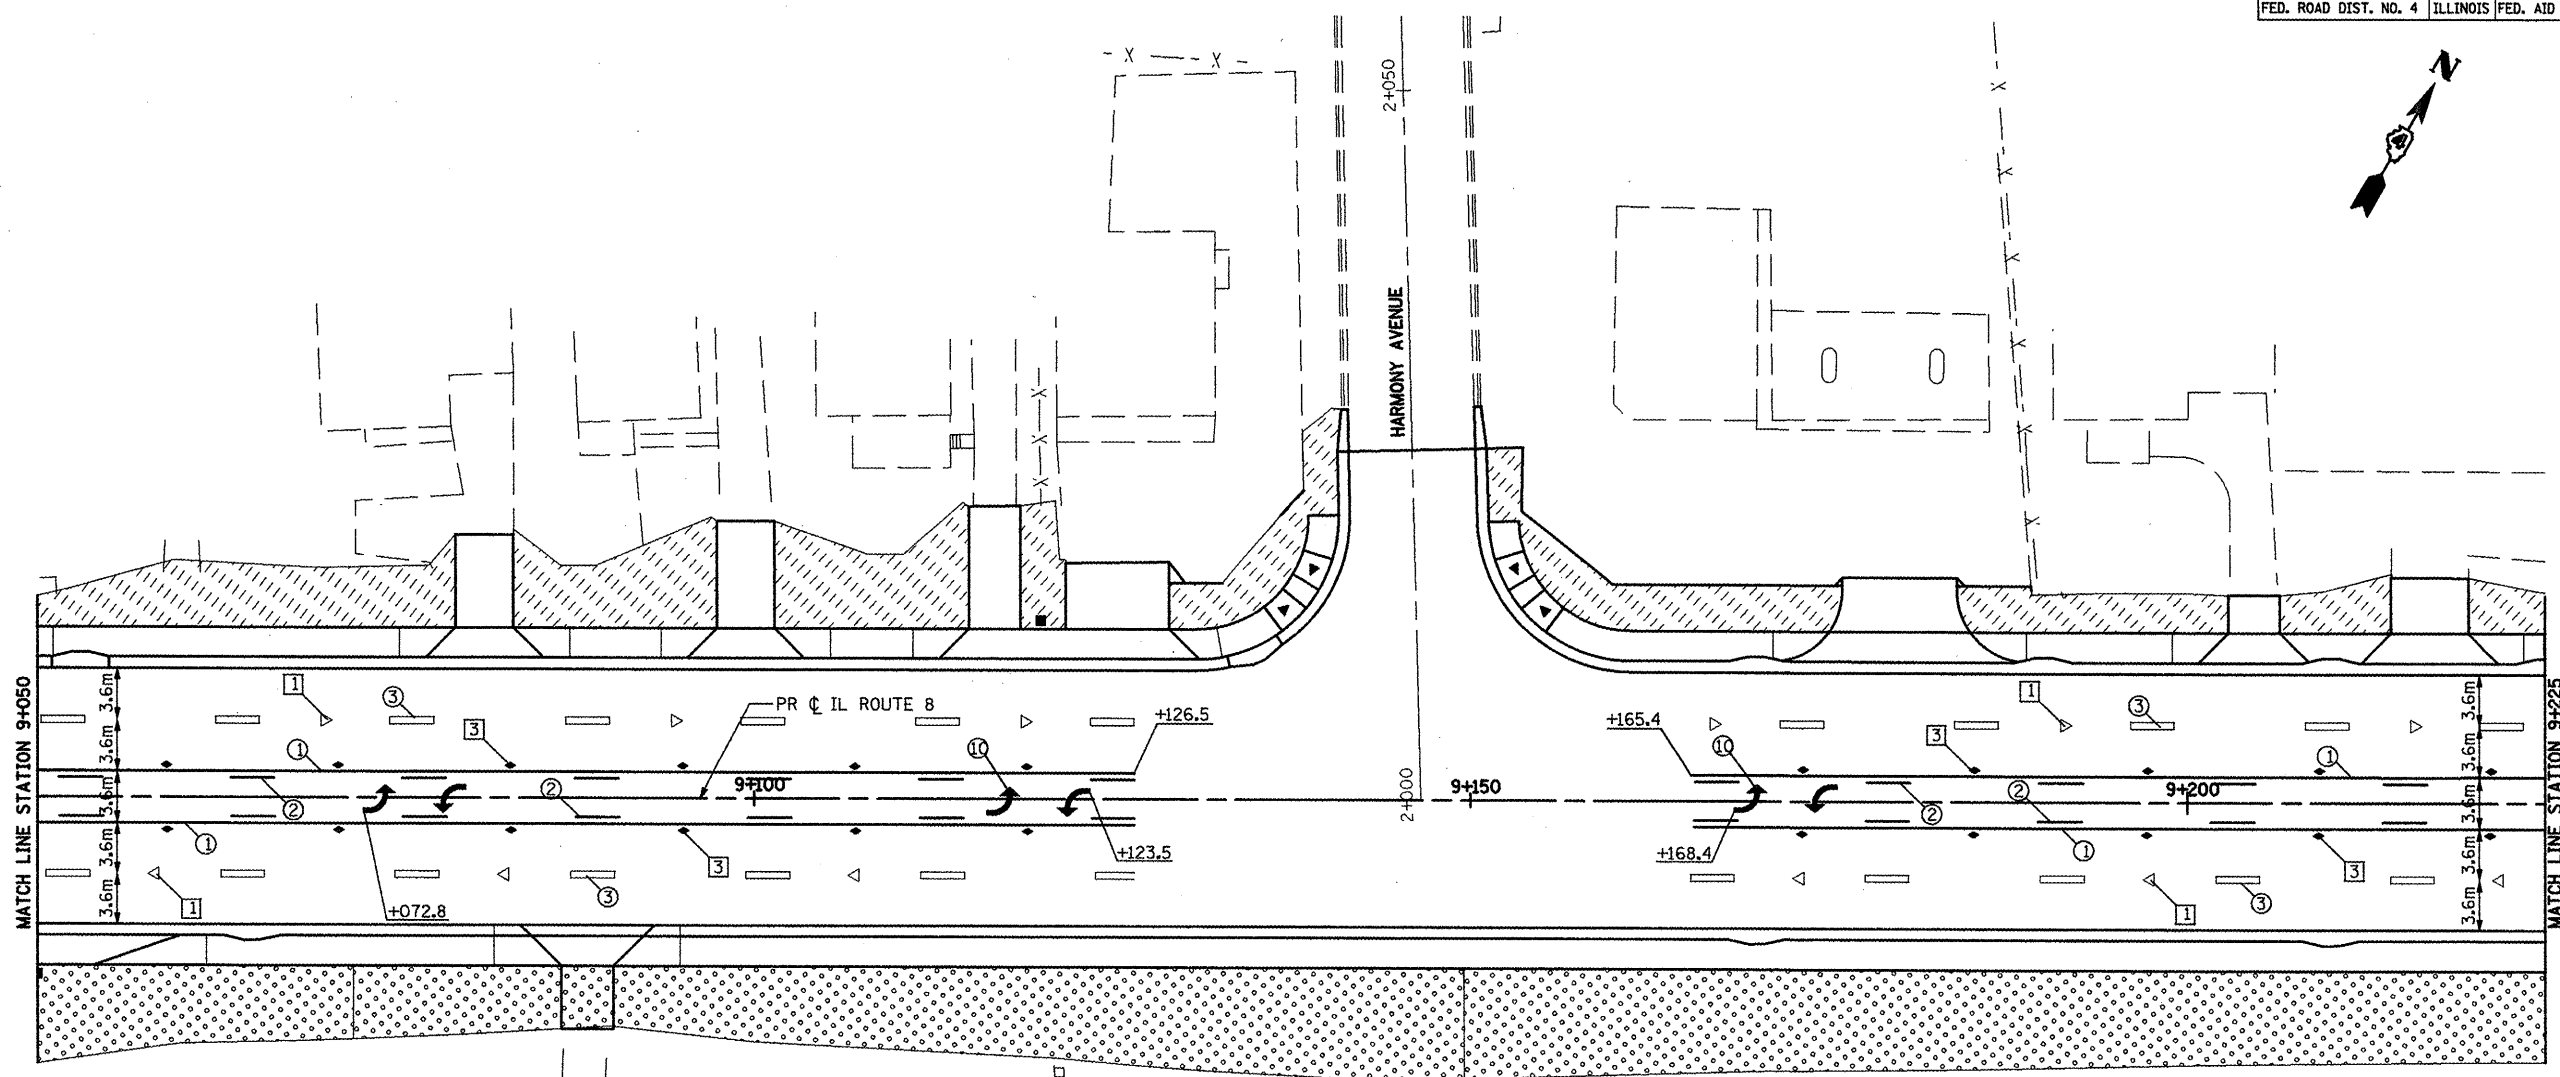 FED. ROAD DIST. NO. 4 ILLINOIS FED. AID
N
4
2+050
HARMONY AVENUE
MATCH LINE STATION 9+050
MATCH LINE STATION 9+225
3.6m
3.6m
3.6m
3.6m
3.6m
3.6m
3.6m
3.6m
3.6m
3.6m
1
3
3
1
PR ℄ IL ROUTE 8
+126.5
10
+165.4
10
1
3
3
1
9+100
2+000
9+150
9+200
2
2
2
2
1
3
+123.5
+168.4
1
3
1
+072.8
3
1
3